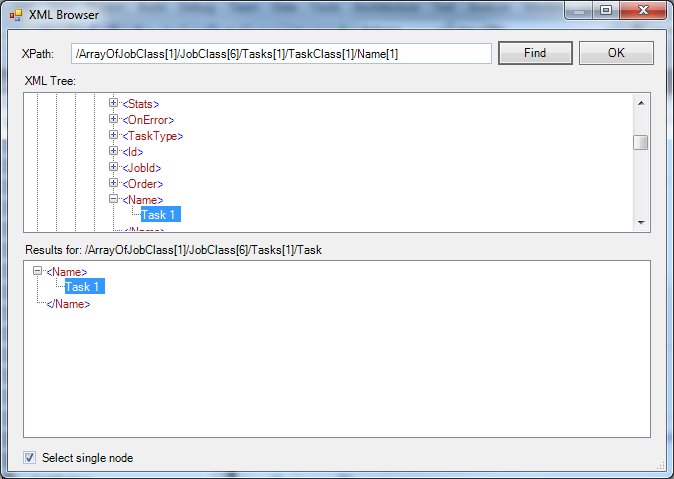 XML Browser
XPath: /ArrayOfJobClass[1]/JobClass[6]/Tasks[1]/TaskClass[1]/Name[1] Find OK
XML Tree:
<Stats>
<OnError>
<TaskType>
<Id>
<JobId>
<Order>
<Name>
Task 1
</Name>
Results for: /ArrayOfJobClass[1]/JobClass[6]/Tasks[1]/Task
<Name>
Task 1
</Name>
Select single node